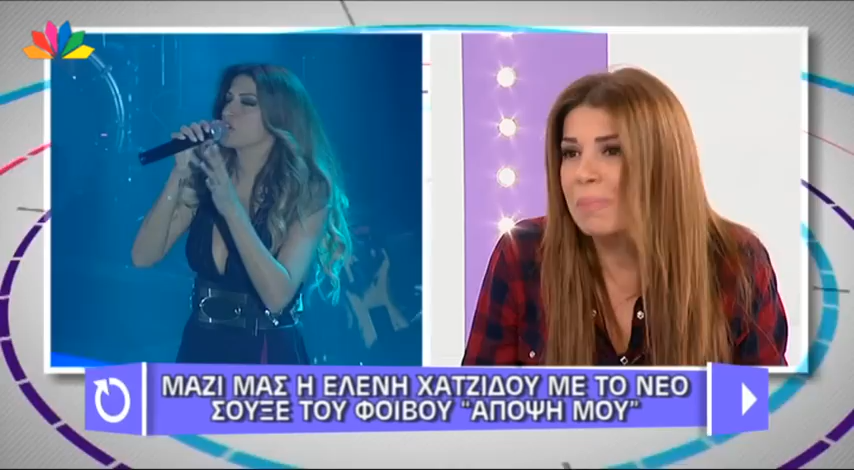 ΜΑΖΙ ΜΑΣ Η ΕΛΕΝΗ ΧΑΤΖΙΔΟΥ ΜΕ ΤΟ ΝΕΟ
ΣΟΥΞΕ ΤΟΥ ΦΟΙΒΟΥ "ΑΠΟΨΗ ΜΟΥ"